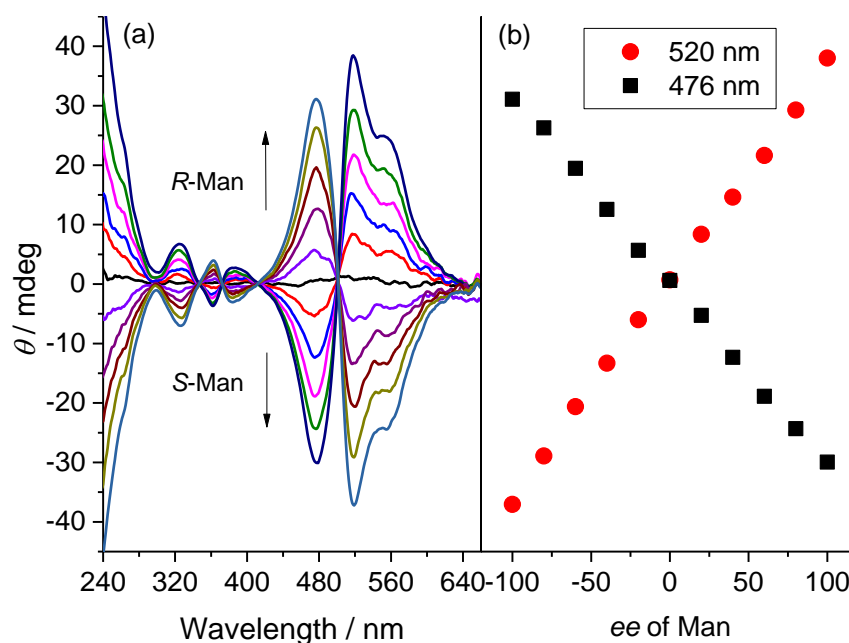 (a)
40
30
20
10
0
-10
-20
-30
-40
θ / mdeg
R-Man
S-Man
240 320 400 480 560 640
Wavelength / nm
(b)
520 nm
476 nm
-100 -50 0 50 100
ee of Man